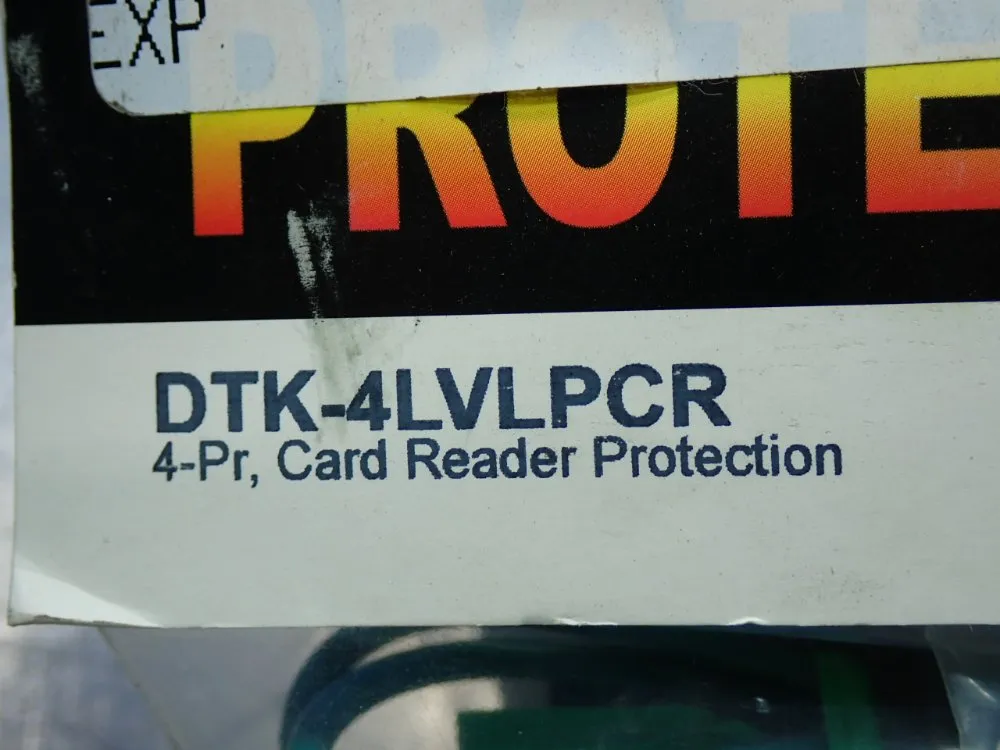 EXP
PROTE
DTK-4LVLPCR
4-Pr, Card Reader Protection